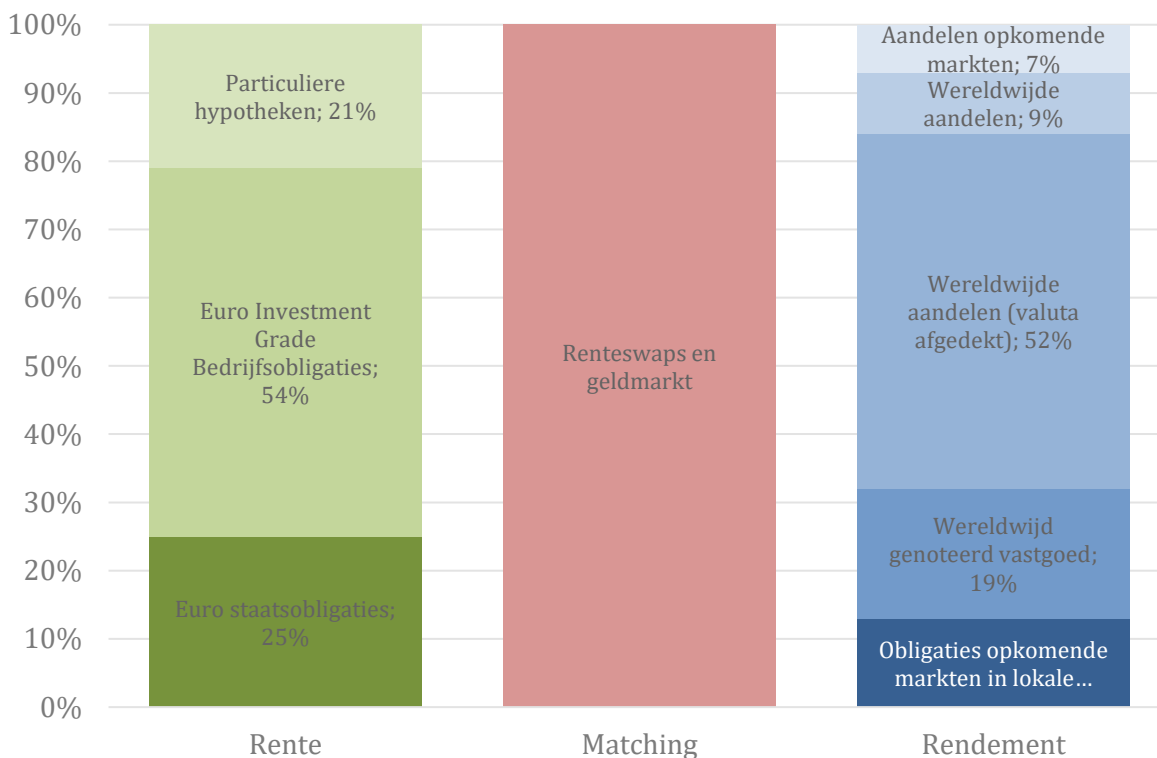 100%
90%
80%
70%
60%
50%
40%
30%
20%
10%
0%
Particuliere
hypotheken; 21%
Euro Investment
Grade
Bedrijfsobligaties;
54%
Euro staatsobligaties;
25%
Renteswaps en
geldmarkt
Aandelen opkomende
markten; 7%
Wereldwijde
aandelen; 9%
Wereldwijde
aandelen (valuta
afgedekt); 52%
Wereldwijd
genoteerd vastgoed;
19%
Obligaties opkomende
markten in lokale…
Rente
Matching
Rendement